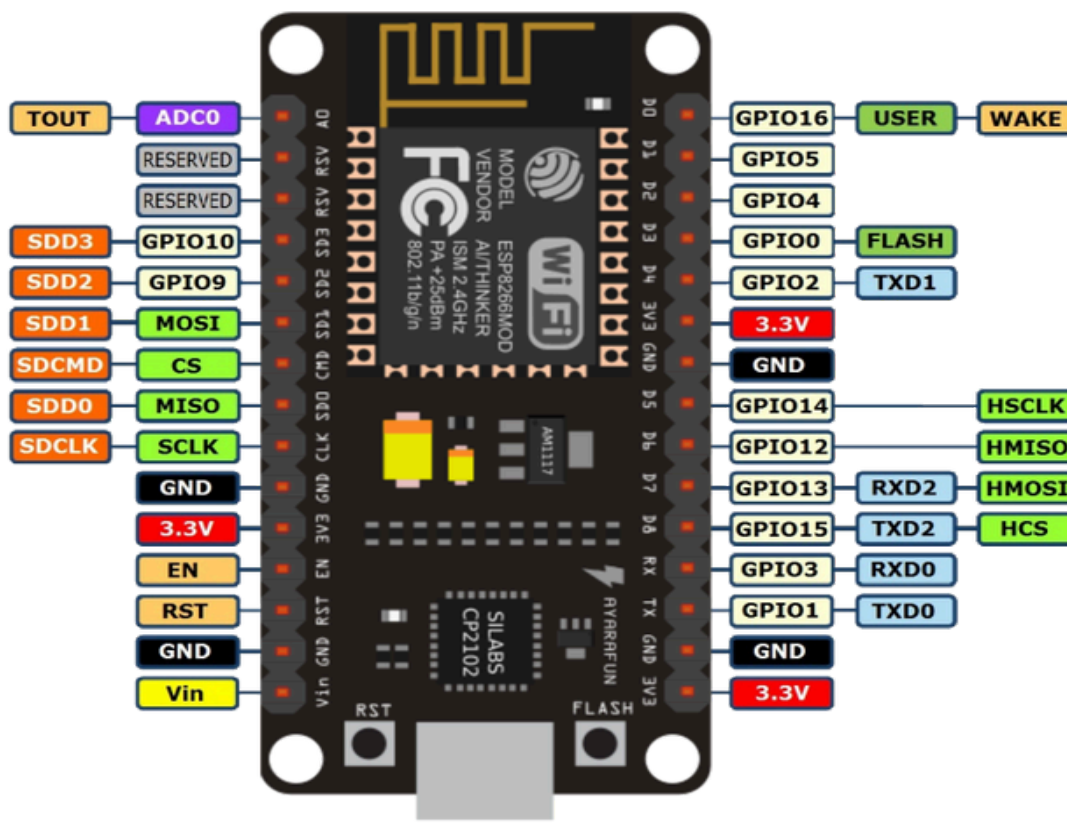 TOUT ADC0 A0 D0 GPIO16 USER WAKE
RESERVED RSV D1 GPIO5
RESERVED RSV D2 GPIO4
SDD3 GPIO10 SD3 D3 GPIO0 FLASH
SDD2 GPIO9 SD2 D4 GPIO2 TXD1
SDD1 MOSI SD1 3V3 3.3V
SDCMD CS CMD GND GND
SDD0 MISO SD0 D5 GPIO14 HSCLK
SDCLK SCLK CLK D6 GPIO12 HMISO
GND GND D7 GPIO13 RXD2 HMOSI
3.3V 3V3 D8 GPIO15 TXD2 HCS
EN EN RX GPIO3 RXD0
RST RST TX GPIO1 TXD0
GND GND GND GND
Vin Vin 3V3 3.3V
MODEL ESP8266MOD
VENDOR AI/THINKER
ISM 2.4GHz
PA +25dBm
802.11b/g/n
FC
WiFi
AM1117
SILABS
CP2102
AYARAFUN
RST
FLASH